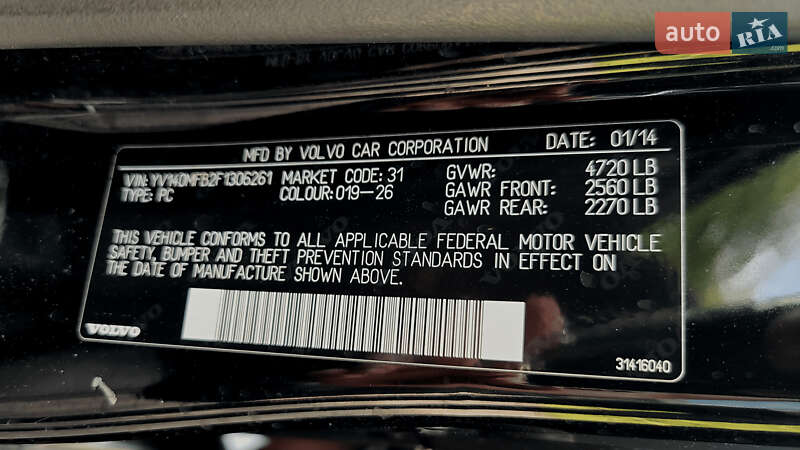 auto RIA .com
MFD BY VOLVO CAR CORPORATION DATE: 01/14
VIN: YV140MFB2F1306261 MARKET CODE: 31 GVWR: 4720 LB
TYPE: PC COLOUR: 019-26 GAWR FRONT: 2560 LB
GAWR REAR: 2270 LB
THIS VEHICLE CONFORMS TO ALL APPLICABLE FEDERAL MOTOR VEHICLE
SAFETY, BUMPER AND THEFT PREVENTION STANDARDS IN EFFECT ON
THE DATE OF MANUFACTURE SHOWN ABOVE.
VOLVO
31416040